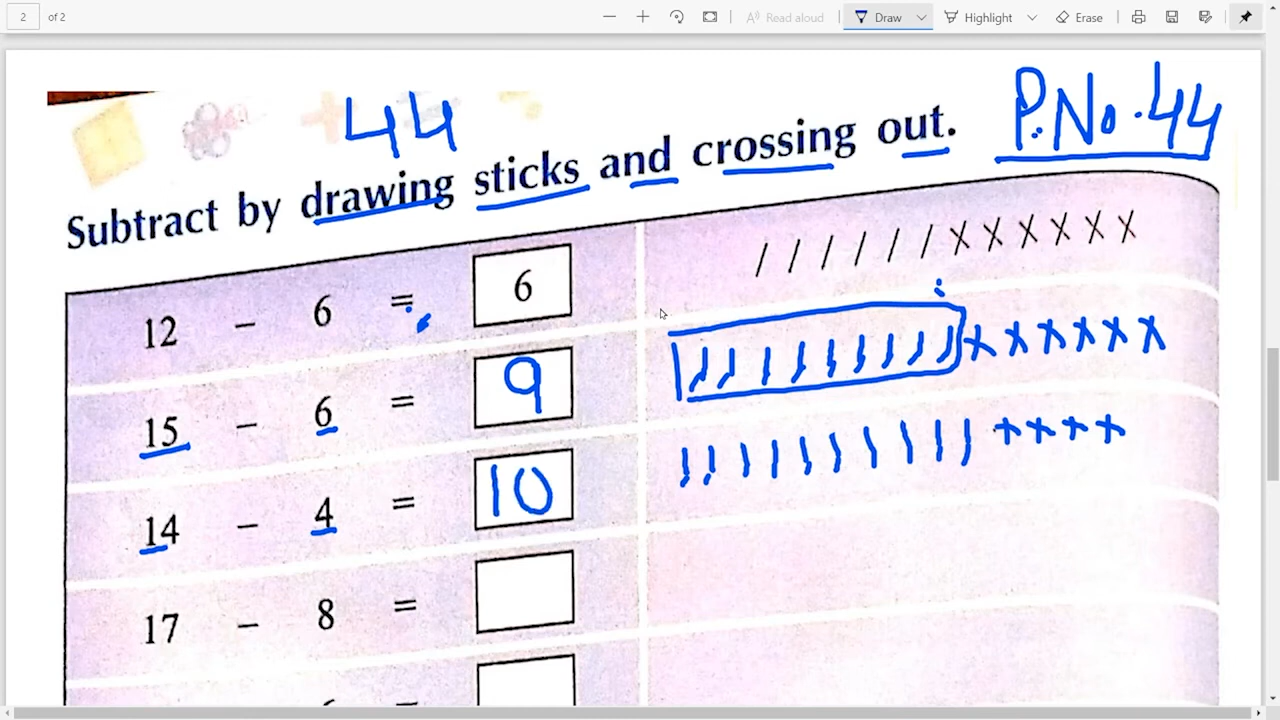 2 of 2 Read aloud Draw Highlight Erase
44 P.No.44
Subtract by drawing sticks and crossing out.
12 - 6 = 6
15 - 6 = 9
14 - 4 = 10
17 - 8 =